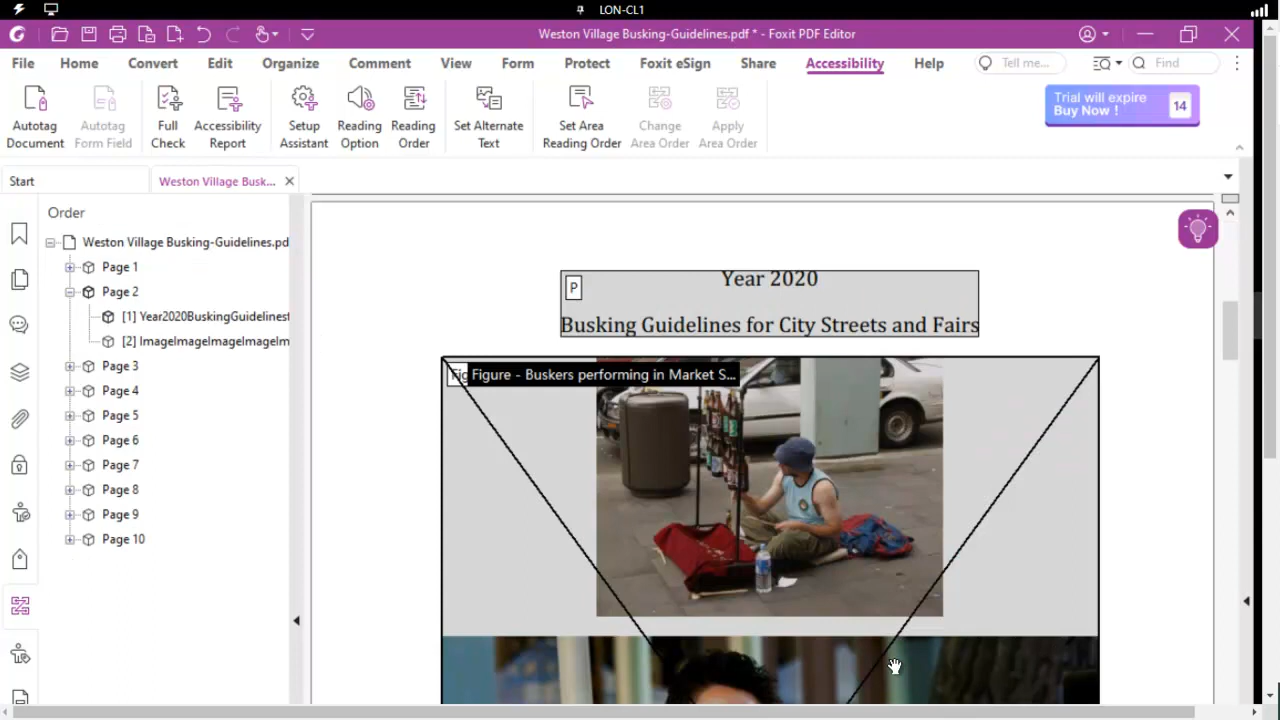 LON-CL1
Weston Village Busking-Guidelines.pdf * - Foxit PDF Editor
File Home Convert Edit Organize Comment View Form Protect Foxit eSign Share Accessibility Help Tell me... Find
Autotag Document
Autotag Form Field
Full Check
Accessibility Report
Setup Assistant
Reading Option
Reading Order
Set Alternate Text
Set Area Reading Order
Change Area Order
Apply Area Order
Trial will expire
Buy Now !
14
Start
Weston Village Busk...
Order
Weston Village Busking-Guidelines.pd
Page 1
Page 2
[1] Year2020BuskingGuidelinesf
[2] ImageImageImageImageIm
Page 3
Page 4
Page 5
Page 6
Page 7
Page 8
Page 9
Page 10
P
Year 2020
Busking Guidelines for City Streets and Fairs
Fig
Figure - Buskers performing in Market S...